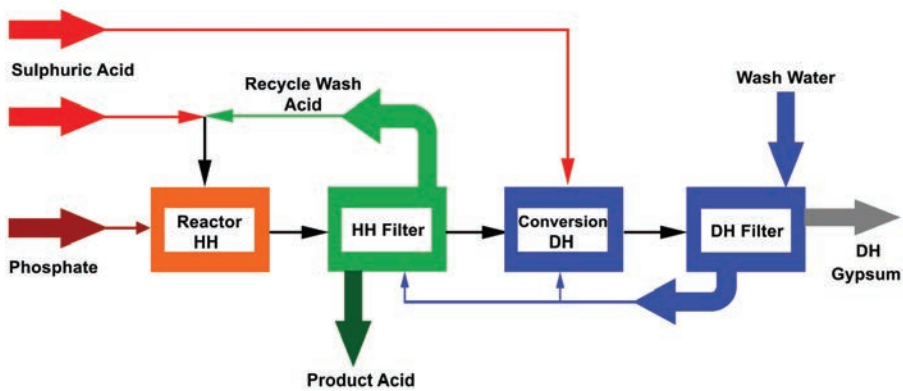 Sulphuric Acid
Recycle Wash
Acid
Wash Water
Reactor
HH
HH Filter
Conversion
DH
DH Filter
Phosphate
DH
Gypsum
Product Acid